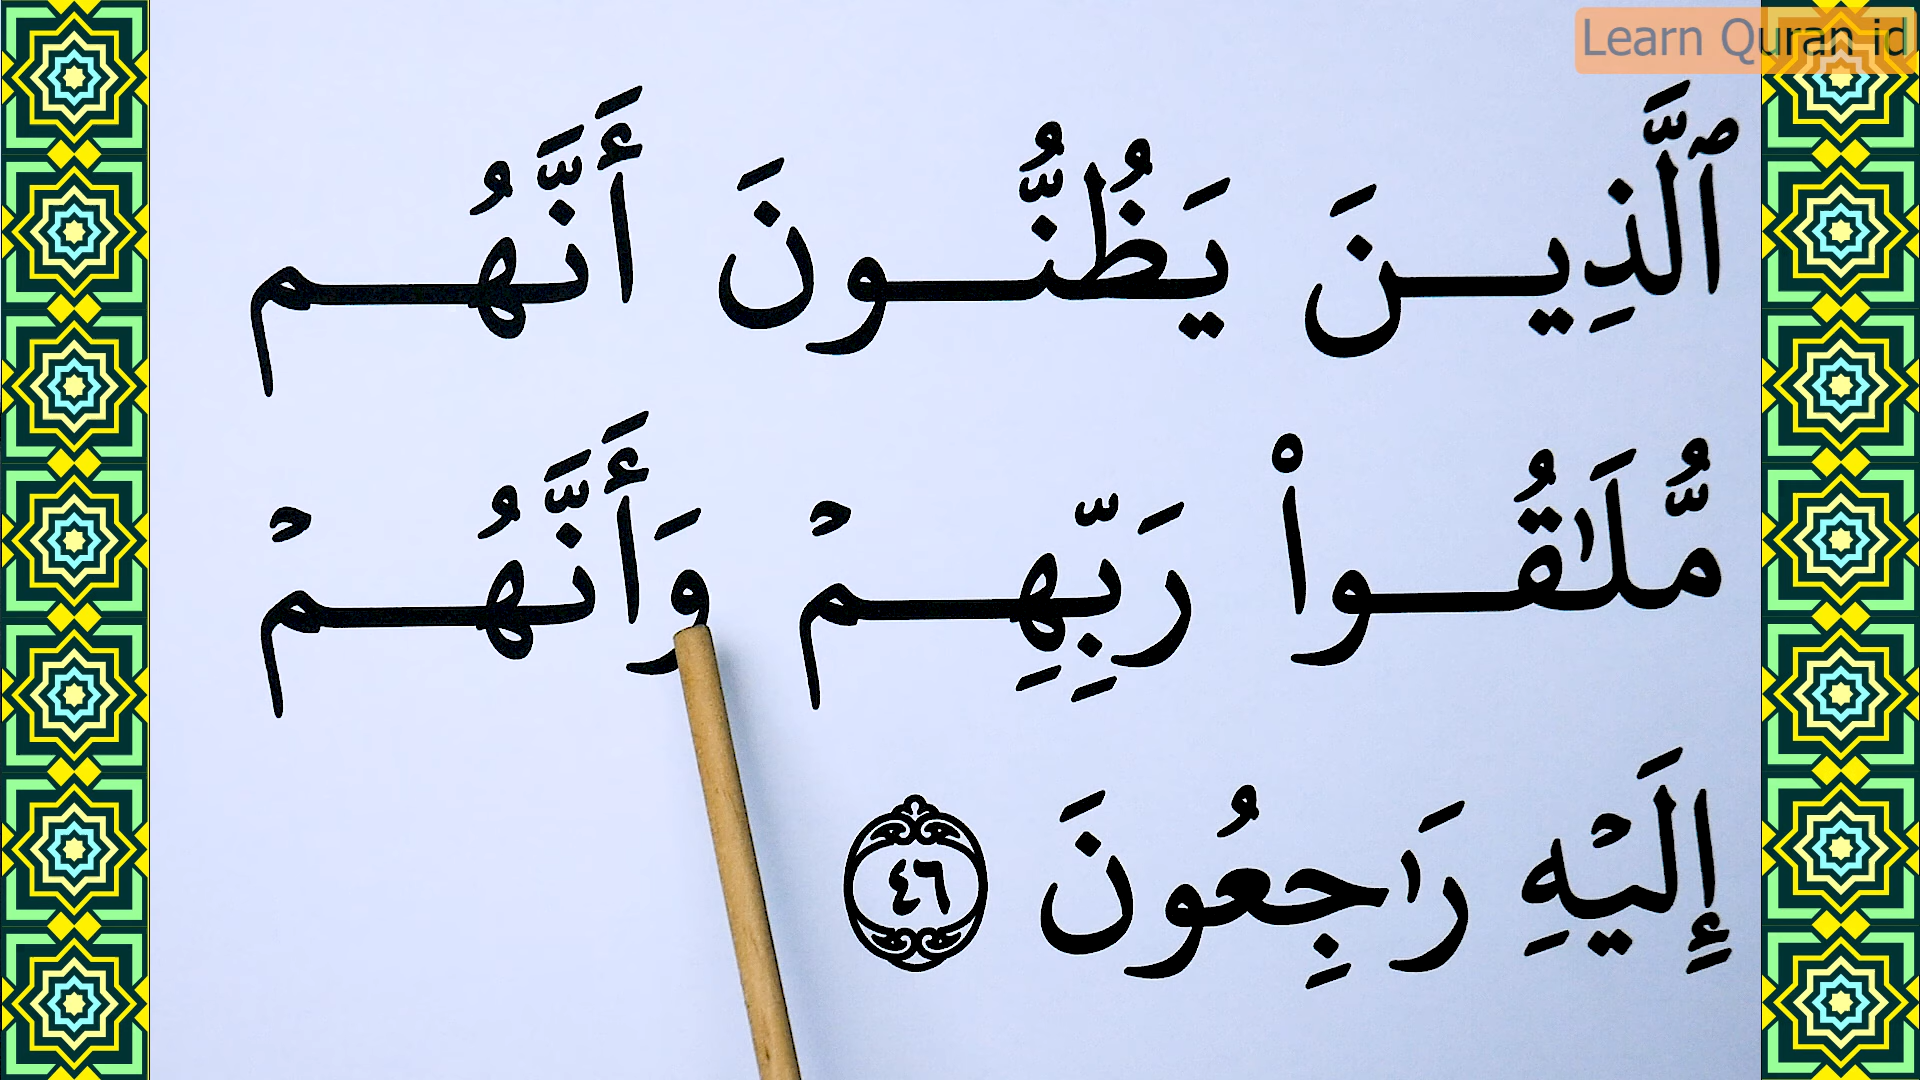 Learn Quran id
ٱلَّذِينَ يَظُنُّونَ أَنَّهُم
مُّلَـٰقُوا۟ رَبِّهِمۡ وَأَنَّهُمۡ
إِلَيۡهِ رَٰجِعُونَ ٤٦